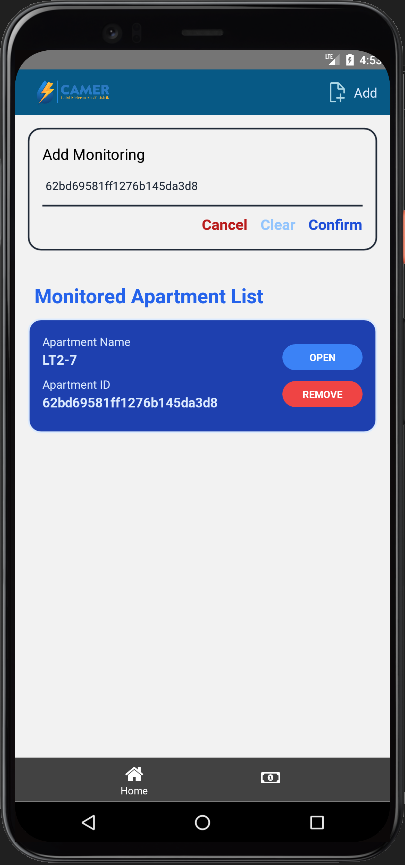 LTE 4:53
CAMER
Add
Add Monitoring
62bd69581ff1276b145da3d8
Cancel Clear Confirm
Monitored Apartment List
Apartment Name
LT2-7
OPEN
Apartment ID
62bd69581ff1276b145da3d8
REMOVE
Home